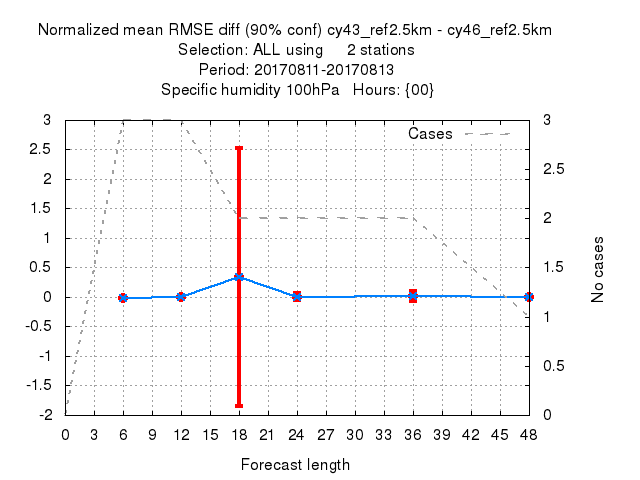 Normalized mean RMSE diff (90% conf) cy43_ref2.5km - cy46_ref2.5km
Selection: ALL using 2 stations
Period: 20170811-20170813
Specific humidity 100hPa Hours: {00}
Cases
3
2.5
2
1.5
1
0.5
0
-0.5
-1
-1.5
-2
3
2.5
2
1.5
1
0.5
0
No cases
0 3 6 9 12 15 18 21 24 27 30 33 36 39 42 45 48
Forecast length